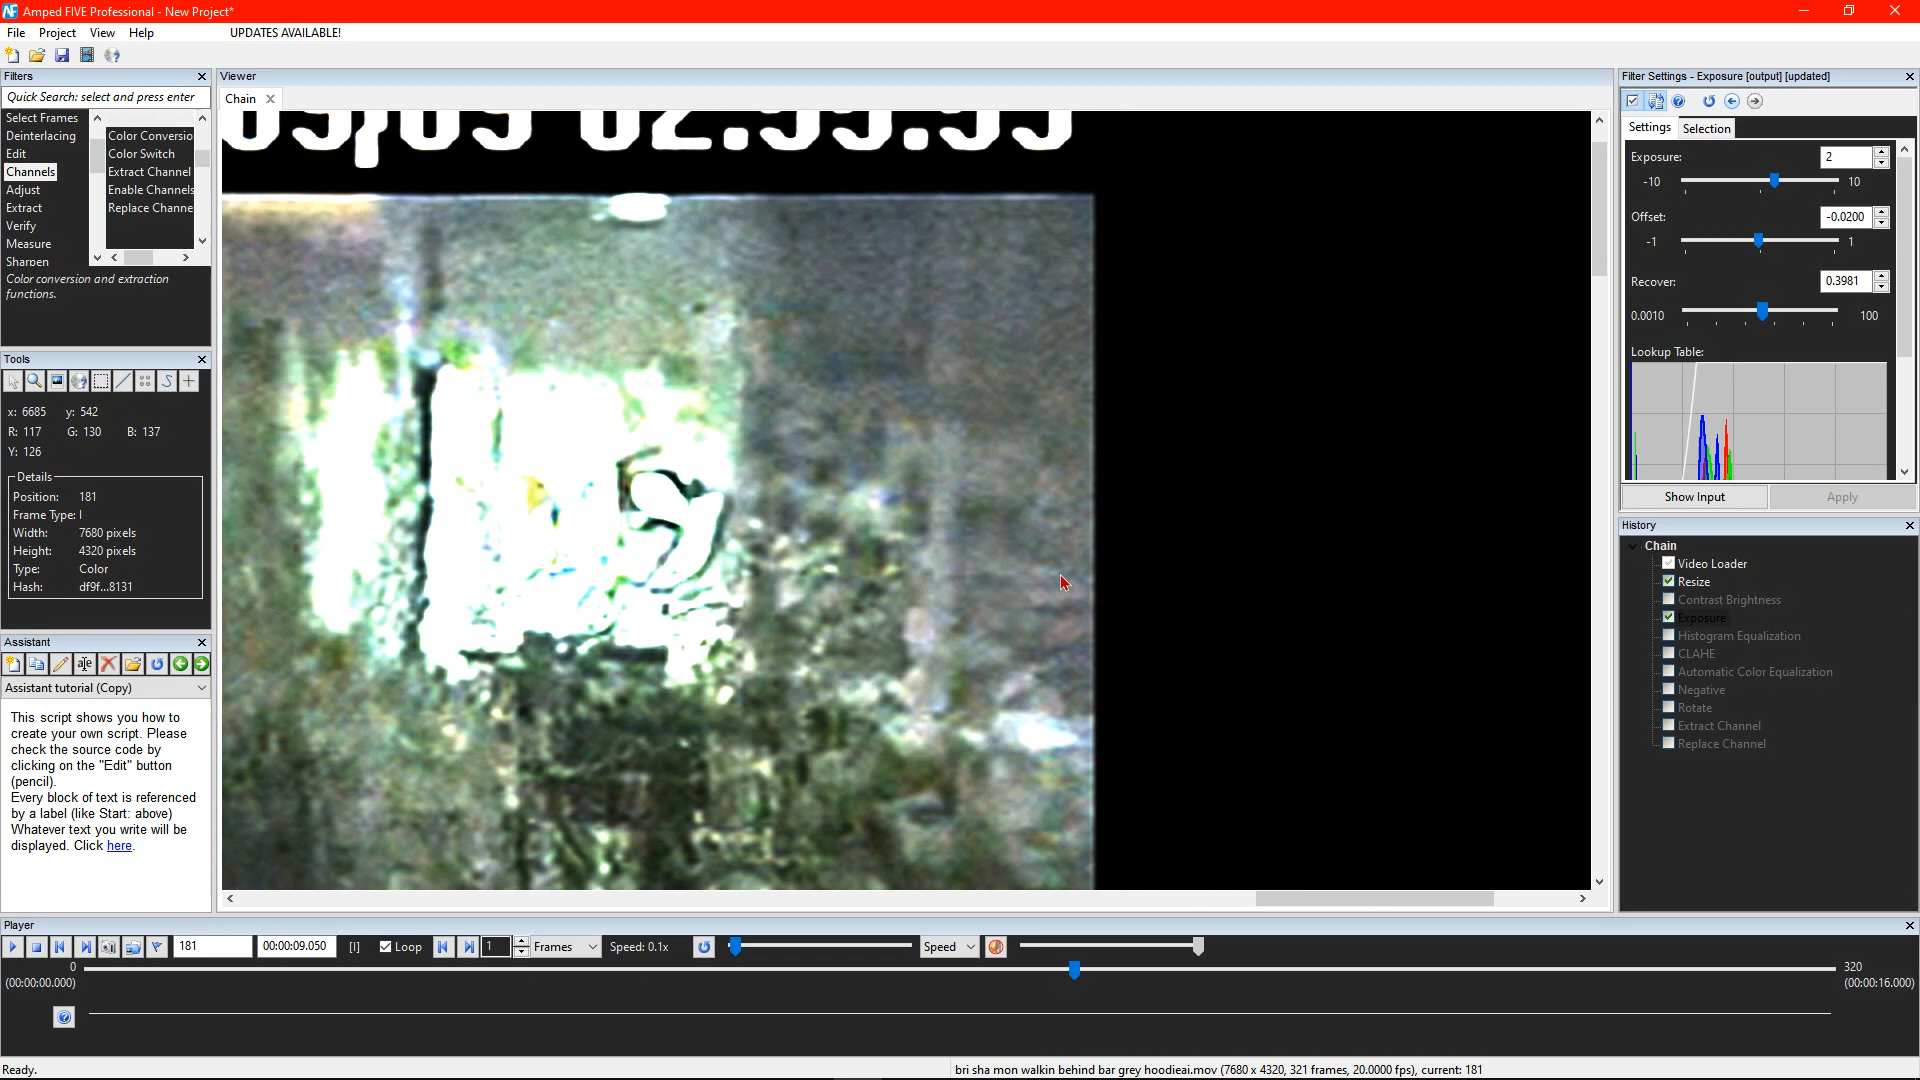 Amped FIVE Professional - New Project*
File Project View Help UPDATES AVAILABLE!
Filters
Quick Search: select and press enter
Select Frames
Deinterlacing
Edit
Channels
Adjust
Extract
Verify
Measure
Sharpen
Color Conversio
Color Switch
Extract Channel
Enable Channels
Replace Channe
Color conversion and extraction
functions.
Tools
x: 6685 y: 542
R: 117 G: 130 B: 137
Y: 126
Details
Position: 181
Frame Type: I
Width: 7680 pixels
Height: 4320 pixels
Type: Color
Hash: df9f...8131
Assistant
Assistant tutorial (Copy)
This script shows you how to
create your own script. Please
check the source code by
clicking on the "Edit" button
(pencil).
Every block of text is referenced
by a label (like Start: above)
Whatever text you write will be
displayed. Click here.
Viewer
Chain
Filter Settings - Exposure [output] [updated]
Settings Selection
Exposure: 2
-10 10
Offset: -0.0200
-1 1
Recover: 0.3981
0.0010 100
Lookup Table:
Show Input Apply
History
Chain
Video Loader
Resize
Contrast Brightness
Exposure
Histogram Equalization
CLAHE
Automatic Color Equalization
Negative
Rotate
Extract Channel
Replace Channel
Player
181 00:00:09.050 [I] Loop 1 Frames Speed: 0.1x Speed
0 320
(00:00:00.000) (00:00:16.000)
Ready. bri sha mon walkin behind bar grey hoodieai.mov (7680 x 4320, 321 frames, 20.0000 fps), current: 181